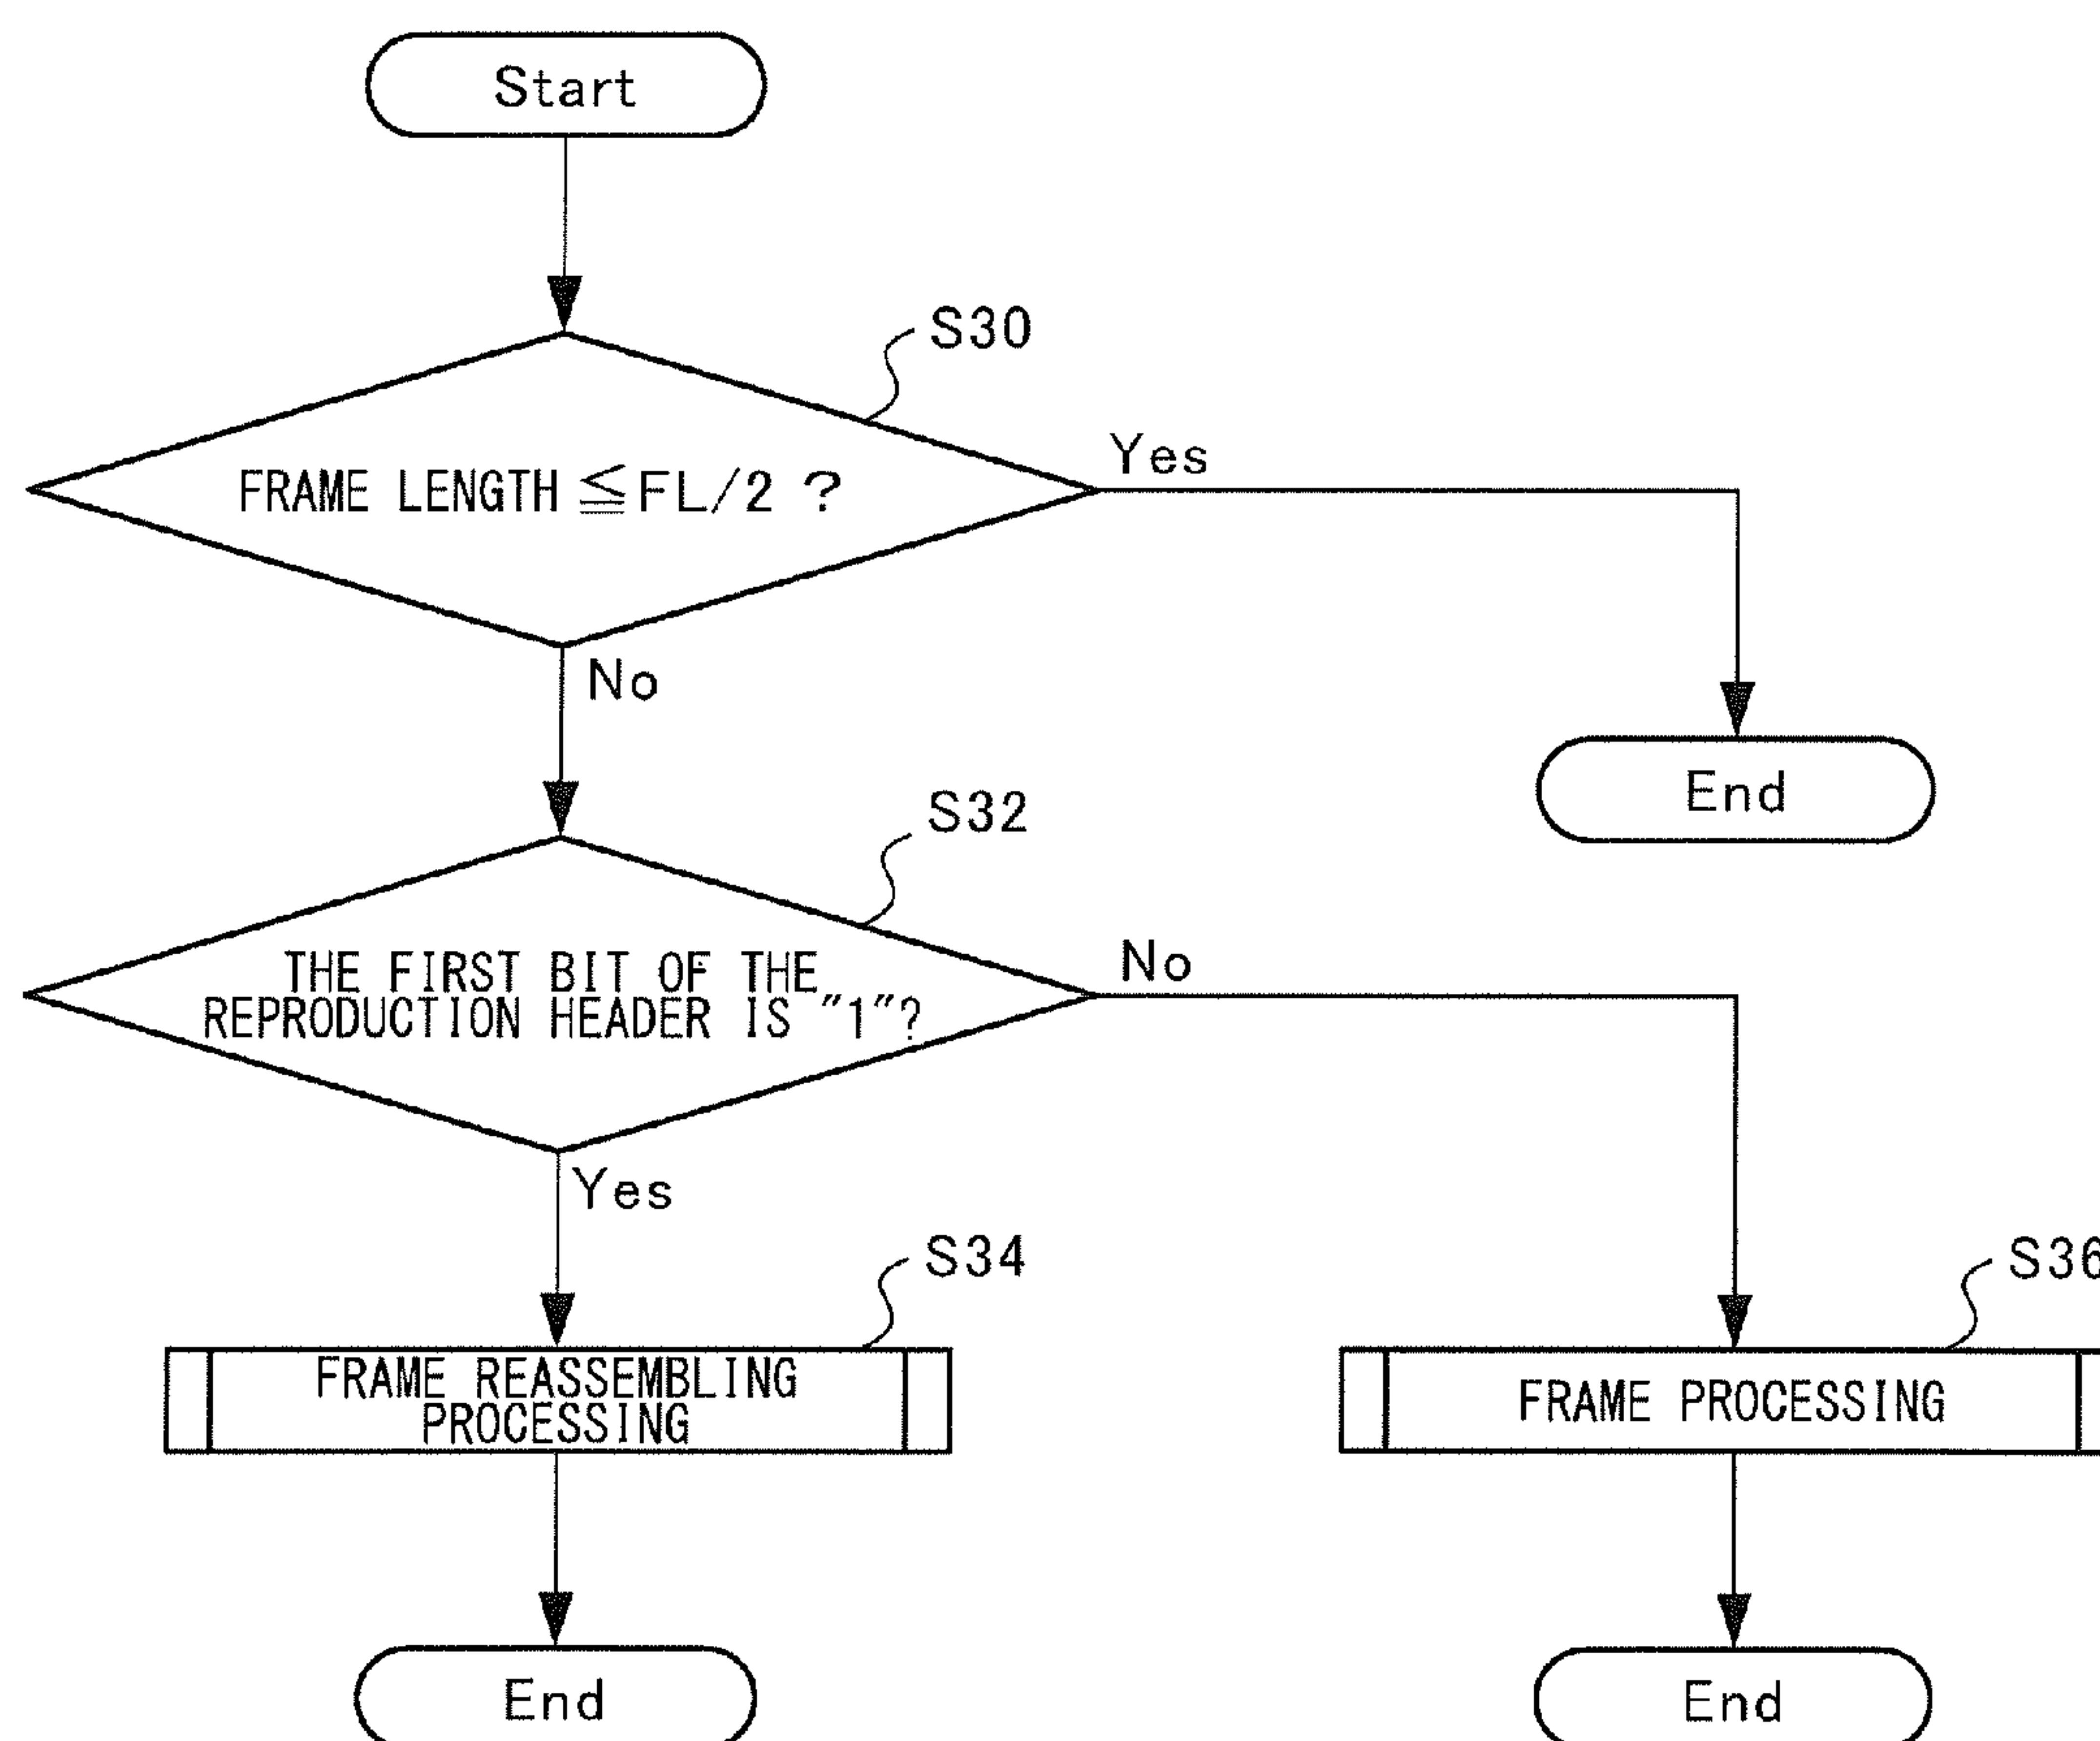 Start
S30
FRAME LENGTH ≦ FL/2 ?
Yes
No
End
S32
THE FIRST BIT OF THE
REPRODUCTION HEADER IS "1"?
No
Yes
S34
S36
FRAME REASSEMBLING
PROCESSING
FRAME PROCESSING
End
End